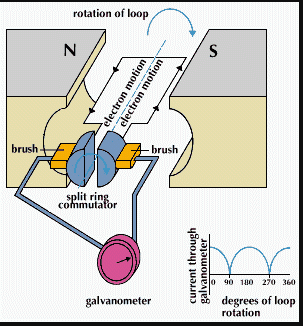 rotation of loop
N
S
electron motion
electron motion
brush
brush
split ring
commutator
galvanometer
current through
galvanometer
0 90 180 270 360
degrees of loop
rotation